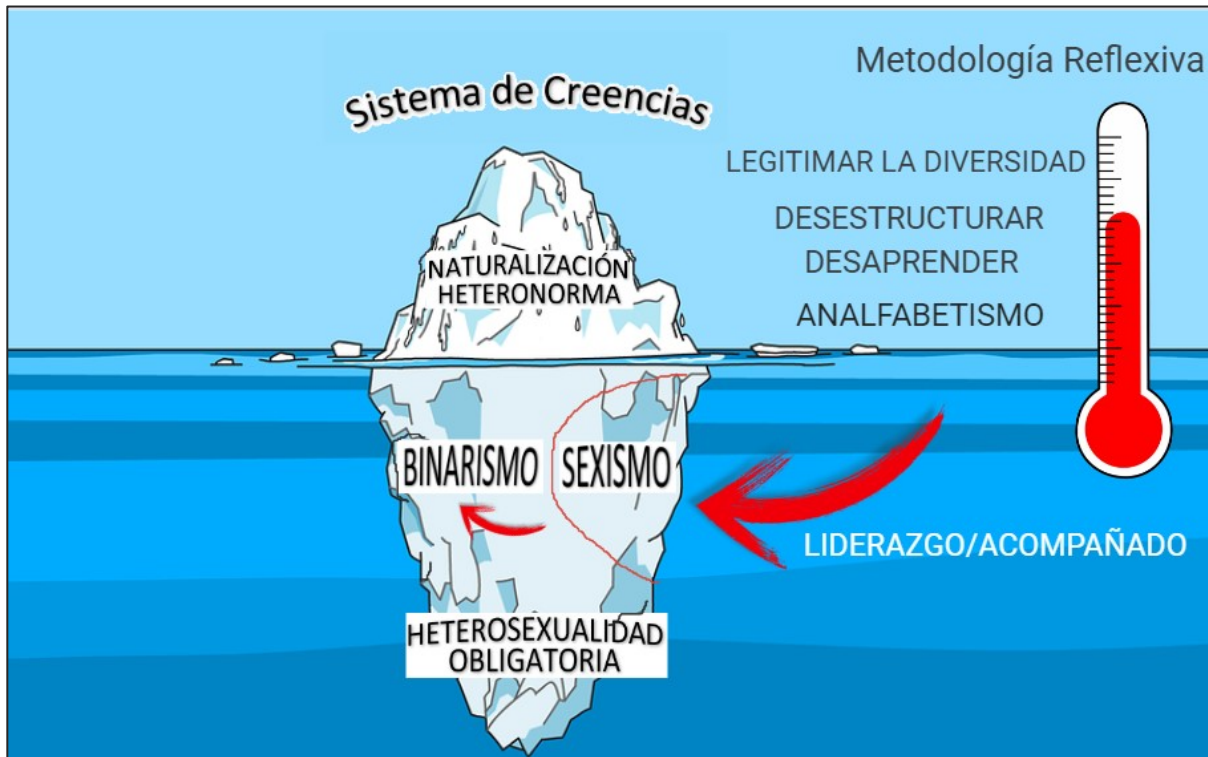 Metodología Reflexiva
Sistema de Creencias
LEGITIMAR LA DIVERSIDAD
DESESTRUCTURAR
DESAPRENDER
ANALFABETISMO
NATURALIZACIÓN
HETERONORMA
BINARISMO
SEXISMO
LIDERAZGO/ACOMPAÑADO
HETEROSEXUALIDAD
OBLIGATORIA